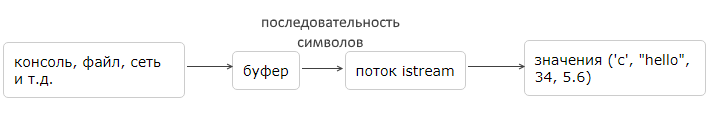 последовательность
символов
консоль, файл, сеть
и т.д.
буфер
поток istream
значения ('c', "hello",
34, 5.6)